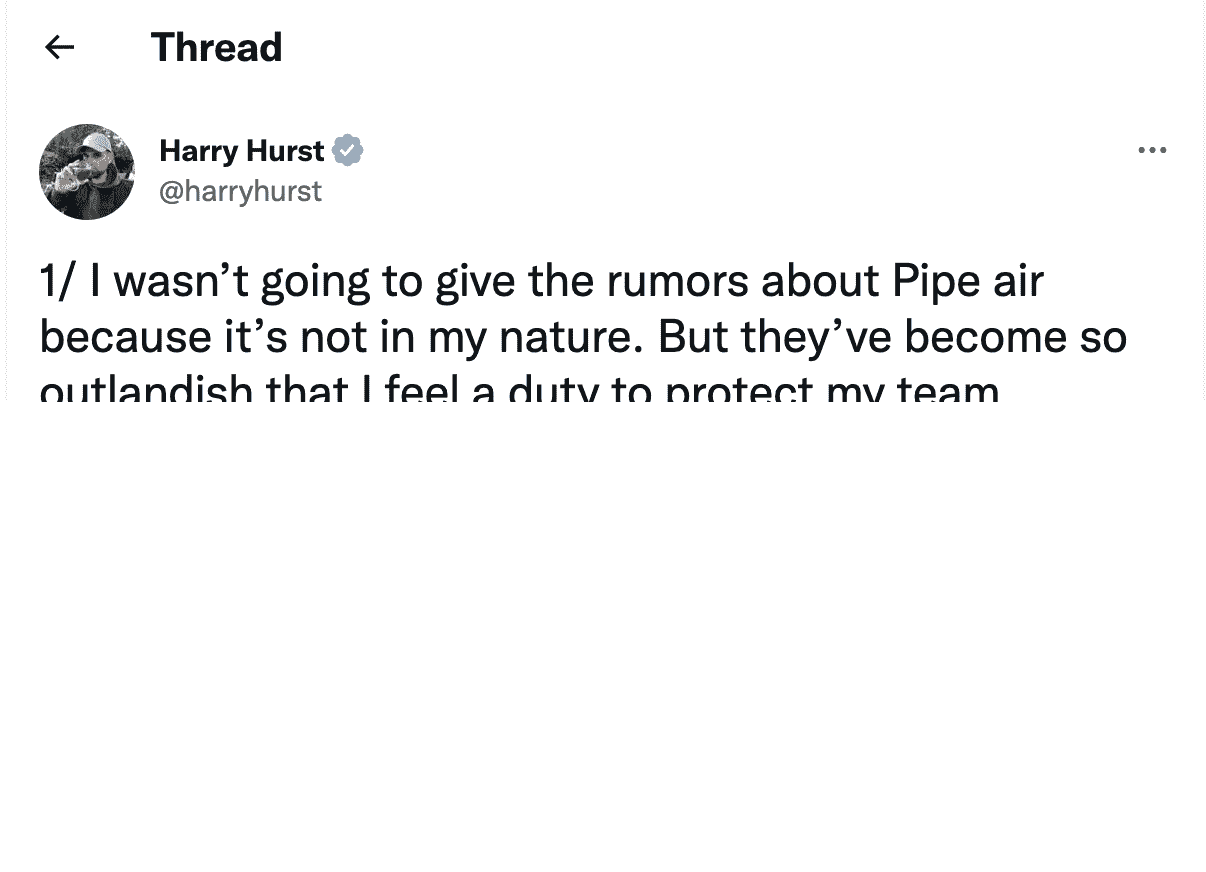 Thread
Harry Hurst
@harryhurst
1/ I wasn’t going to give the rumors about Pipe air
because it’s not in my nature. But they’ve become so
outlandish that I feel a duty to protect my team